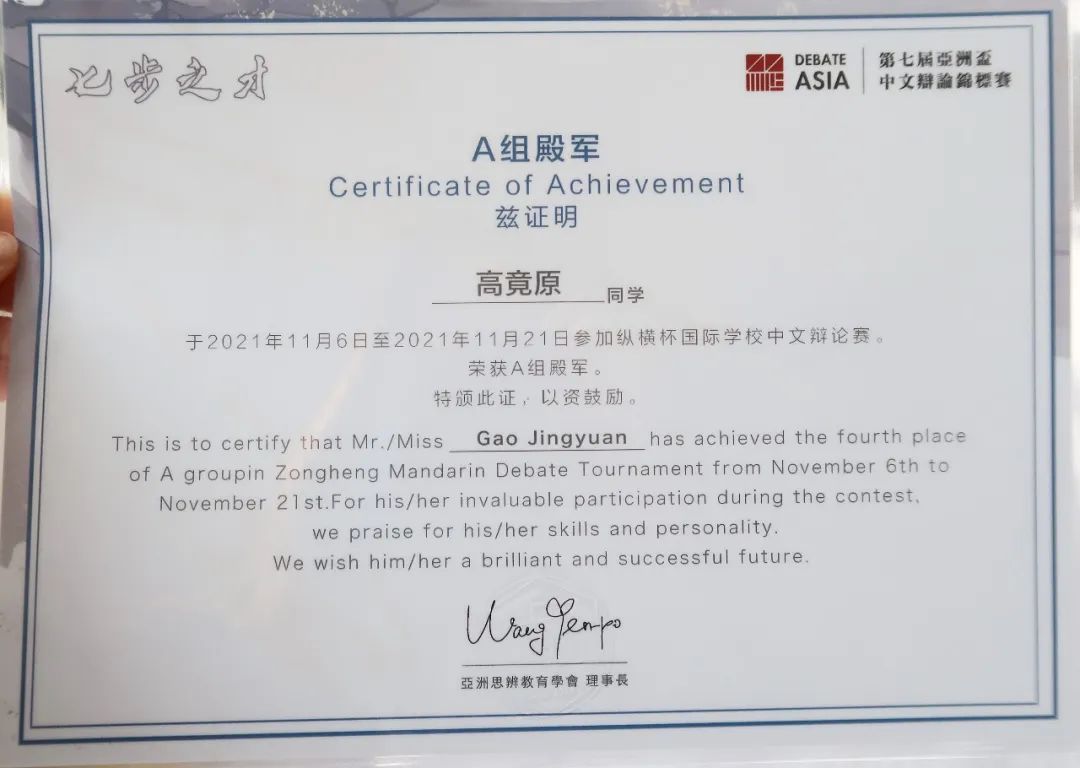 七步之才
DEBATE
ASIA
第七届亞洲盃
中文辯論錦標賽
A组殿军
Certificate of Achievement
兹证明
高竟原同学
于2021年11月6日至2021年11月21日参加纵横杯国际学校中文辩论赛。
荣获A组殿军。
特颁此证,以资鼓励。
This is to certify that Mr./Miss Gao Jingyuan has achieved the fourth place
of A groupin Zongheng Mandarin Debate Tournament from November 6th to
November 21st.For his/her invaluable participation during the contest,
we praise for his/her skills and personality.
We wish him/her a brilliant and successful future.
亞洲思辨教育學會 理事長